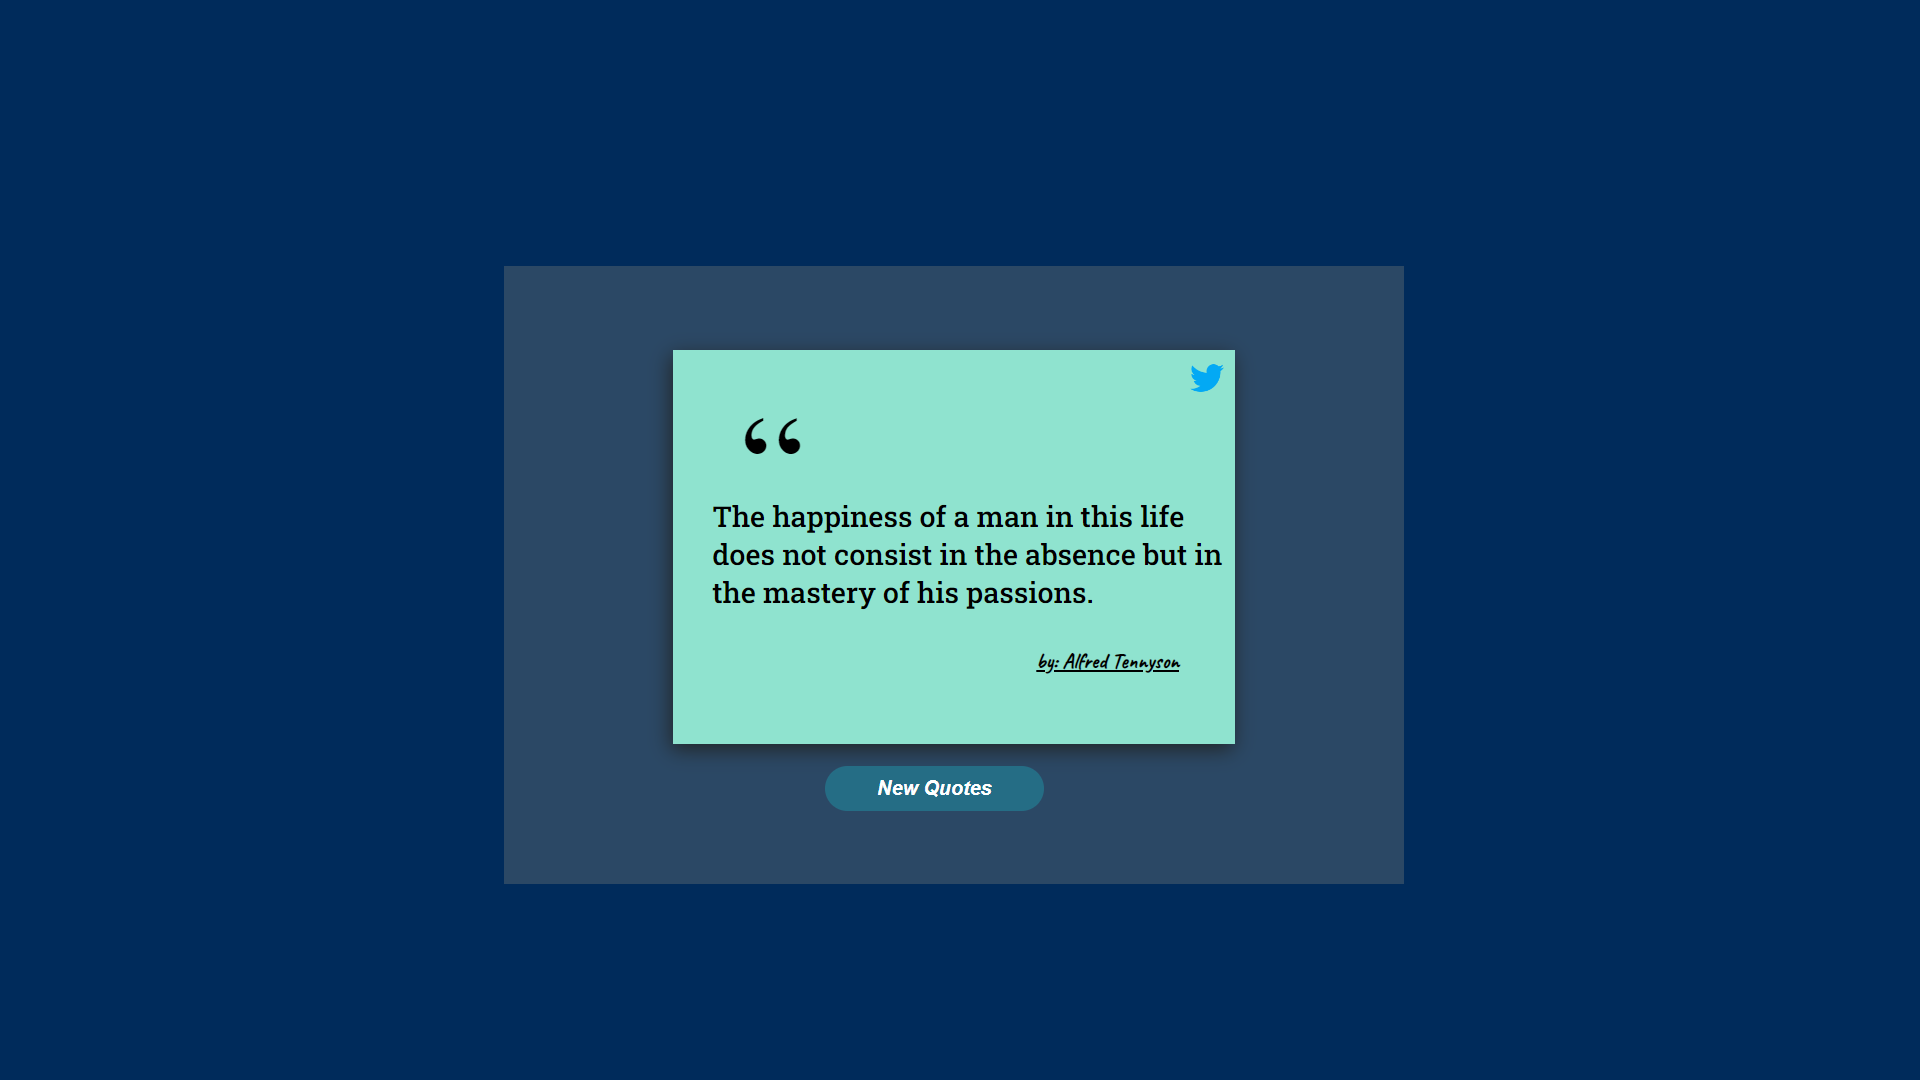 “
The happiness of a man in this life
does not consist in the absence but in
the mastery of his passions.
by: Alfred Tennyson
New Quotes